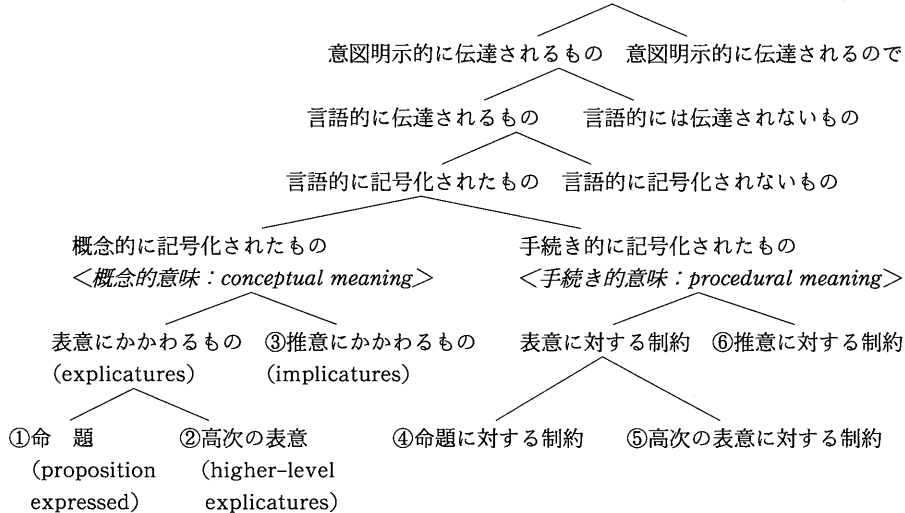 意図明示的に伝達されるもの 意図明示的に伝達されるので
言語的に伝達されるもの 言語的には伝達されないもの
言語的に記号化されたもの 言語的に記号化されないもの
概念的に記号化されたもの 手続き的に記号化されたもの
＜概念的意味：conceptual meaning＞ ＜手続き的意味：procedural meaning＞
表意にかかわるもの ③推意にかかわるもの 表意に対する制約 ⑥推意に対する制約
(explicatures) (implicatures)
①命　題 ②高次の表意 ④命題に対する制約 ⑤高次の表意に対する制約
(proposition (higher-level
expressed) explicatures)